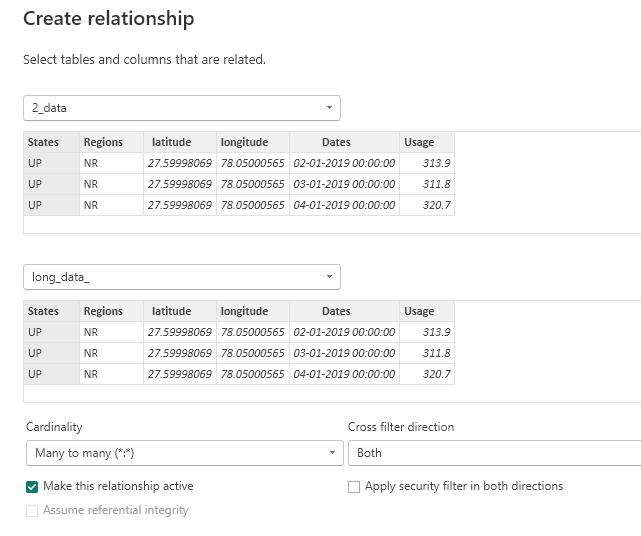 Create relationship
Select tables and columns that are related.
2_data
States Regions latitude longitude Dates Usage
UP NR 27.59998069 78.05000565 02-01-2019 00:00:00 313.9
UP NR 27.59998069 78.05000565 03-01-2019 00:00:00 311.8
UP NR 27.59998069 78.05000565 04-01-2019 00:00:00 320.7
long_data_
States Regions latitude longitude Dates Usage
UP NR 27.59998069 78.05000565 02-01-2019 00:00:00 313.9
UP NR 27.59998069 78.05000565 03-01-2019 00:00:00 311.8
UP NR 27.59998069 78.05000565 04-01-2019 00:00:00 320.7
Cardinality Cross filter direction
Many to many (*:*) Both
Make this relationship active Apply security filter in both directions
Assume referential integrity